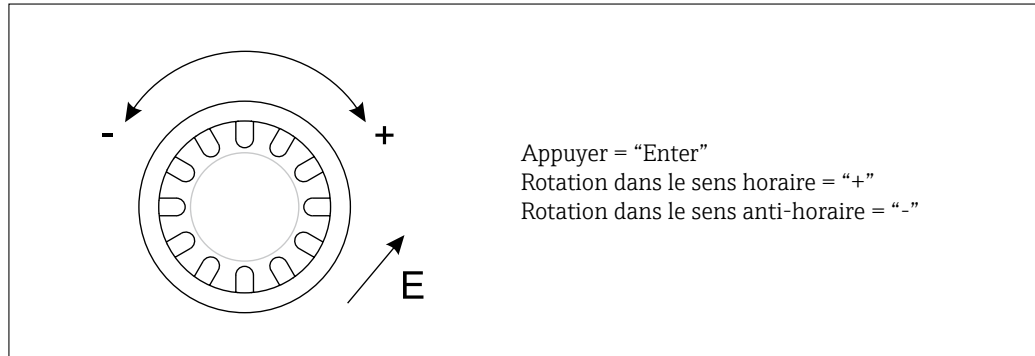 - +
E
Appuyer = “Enter”
Rotation dans le sens horaire = “+”
Rotation dans le sens anti-horaire = “-”